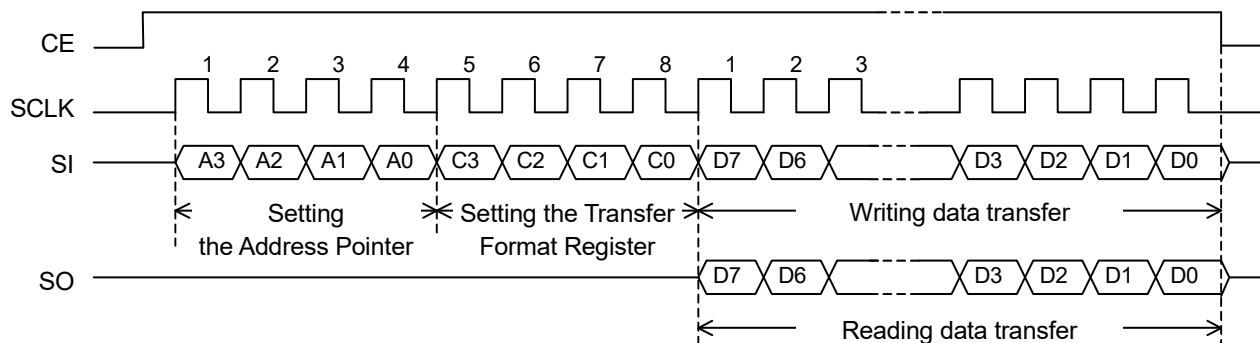 CE
1 2 3 4 5 6 7 8 1 2 3
SCLK
SI A3 A2 A1 A0 C3 C2 C1 C0 D7 D6 D3 D2 D1 D0
Setting Setting the Transfer Writing data transfer
the Address Pointer Format Register
SO D7 D6 D3 D2 D1 D0
Reading data transfer